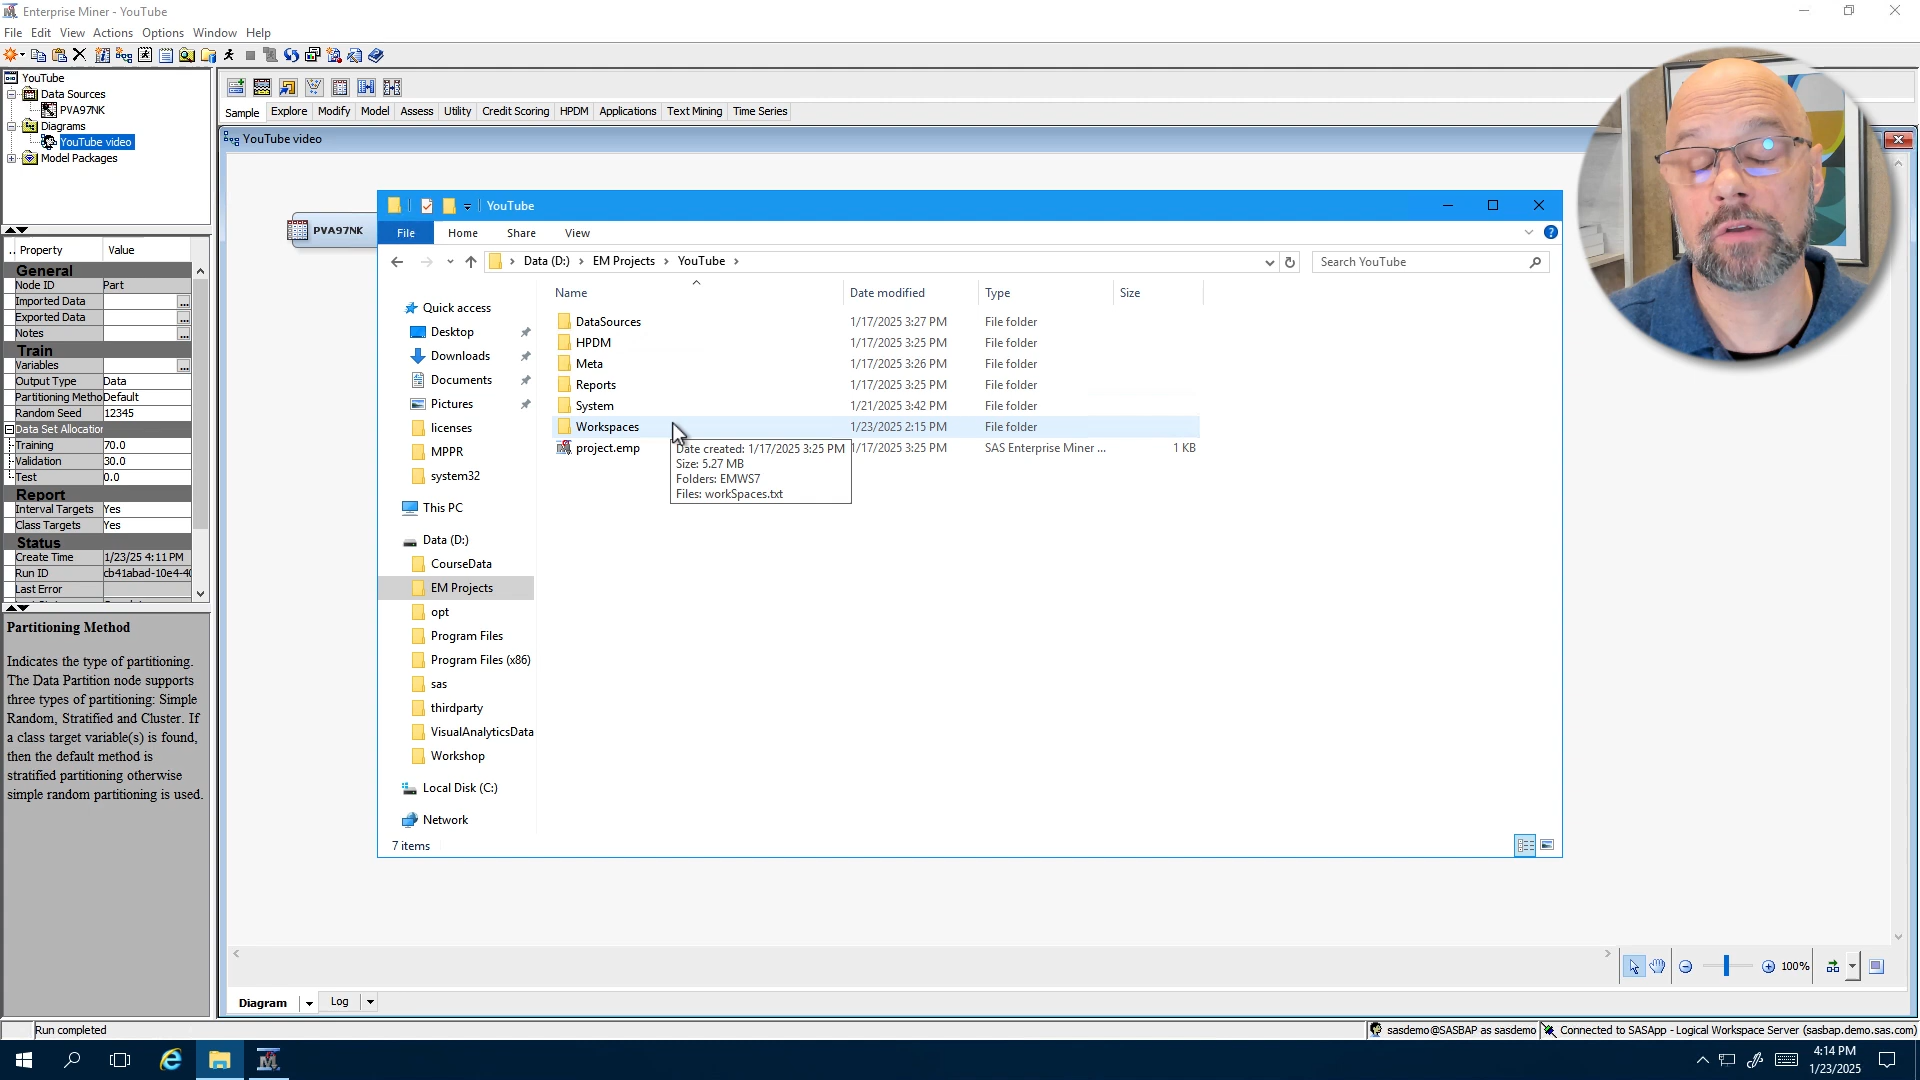 Enterprise Miner - YouTube
File Edit View Actions Options Window Help
YouTube
Data Sources
PVA97NK
Diagrams
YouTube video
Model Packages
.. Property Value
General
Node ID Part
Imported Data ...
Exported Data ...
Notes ...
Train
Variables ...
Output Type Data
Partitioning Metho Default
Random Seed 12345
Data Set Allocation
Training 70.0
Validation 30.0
Test 0.0
Report
Interval Targets Yes
Class Targets Yes
Status
Create Time 1/23/25 4:11 PM
Run ID cb41abad-10e4-4
Last Error
Partitioning Method
Indicates the type of partitioning.
The Data Partition node supports
three types of partitioning: Simple
Random, Stratified and Cluster. If
a class target variable(s) is found,
then the default method is
stratified partitioning otherwise
simple random partitioning is used.
Sample Explore Modify Model Assess Utility Credit Scoring HPDM Applications Text Mining Time Series
YouTube video
PVA97NK
YouTube
File Home Share View
Data (D:) EM Projects YouTube
Search YouTube
Name Date modified Type Size
DataSources 1/17/2025 3:27 PM File folder
HPDM 1/17/2025 3:25 PM File folder
Meta 1/17/2025 3:26 PM File folder
Reports 1/17/2025 3:25 PM File folder
System 1/21/2025 3:42 PM File folder
Workspaces 1/23/2025 2:15 PM File folder
project.emp 1/17/2025 3:25 PM SAS Enterprise Miner ... 1 KB
Date created: 1/17/2025 3:25 PM
Size: 5.27 MB
Folders: EMWS7
Files: workSpaces.txt
Quick access
Desktop
Downloads
Documents
Pictures
licenses
MPPR
system32
This PC
Data (D:)
CourseData
EM Projects
opt
Program Files
Program Files (x86)
sas
thirdparty
VisualAnalyticsData
Workshop
Local Disk (C:)
Network
7 items
100%
Diagram Log
Run completed
sasdemo@SASBAP as sasdemo
Connected to SASApp - Logical Workspace Server (sasbap.demo.sas.com)
4:14 PM
1/23/2025